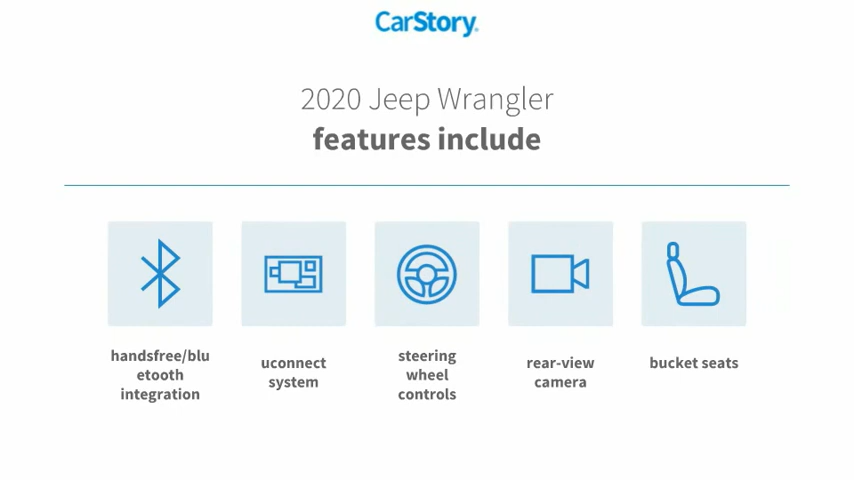 CarStory.
2020 Jeep Wrangler
features include
handsfree/blu
etooth
integration
uconnect
system
steering
wheel
controls
rear-view
camera
bucket seats